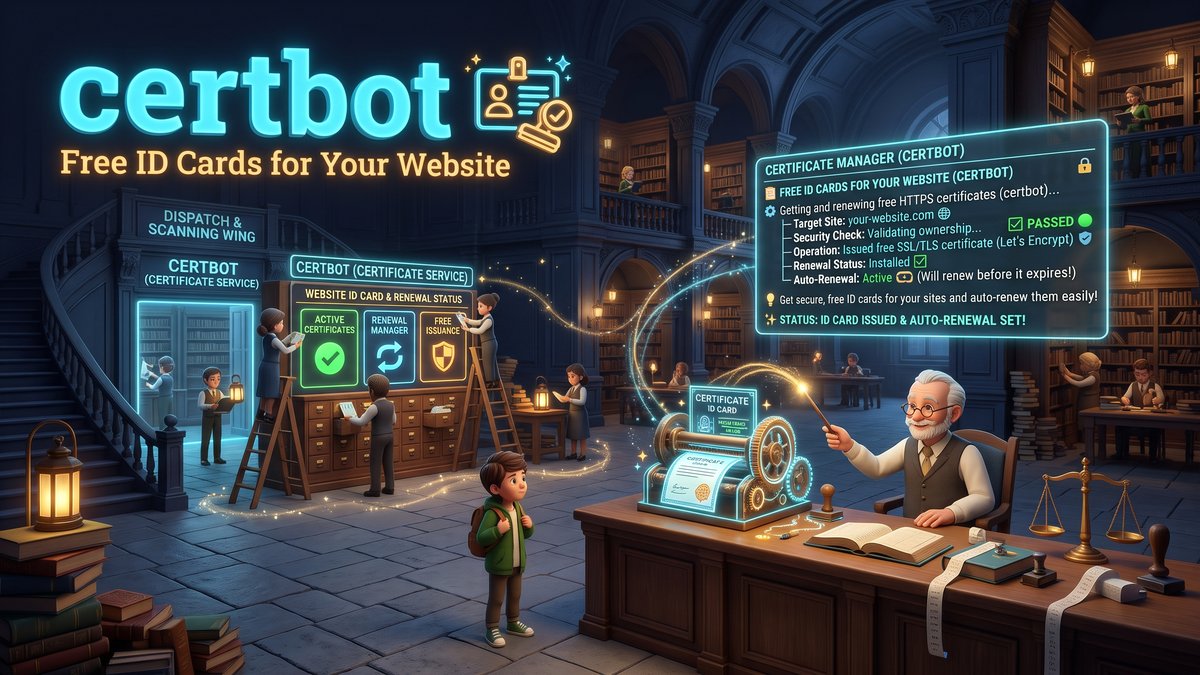 certbot
Free ID Cards for Your Website
DISPATCH &
SCANNING WING
CERTBOT
(CERTIFICATE SERVICE)
CERTBOT (CERTIFICATE SERVICE)
WEBSITE ID CARD & RENEWAL STATUS
ACTIVE
CERTIFICATES
RENEWAL
MANAGER
FREE
ISSUANCE
CERTIFICATE MANAGER (CERTBOT)
FREE ID CARDS FOR YOUR WEBSITE (CERTBOT)
Getting and renewing free HTTPS certificates (certbot)...
Target Site: your-website.com
Security Check: Validating ownership... PASSED
Operation: Issued free SSL/TLS certificate (Let's Encrypt)
Renewal Status: Installed
Auto-Renewal: Active (Will renew before it expires!)
Get secure, free ID cards for your sites and auto-renew them easily!
STATUS: ID CARD ISSUED & AUTO-RENEWAL SET!
CERTIFICATE
ID CARD